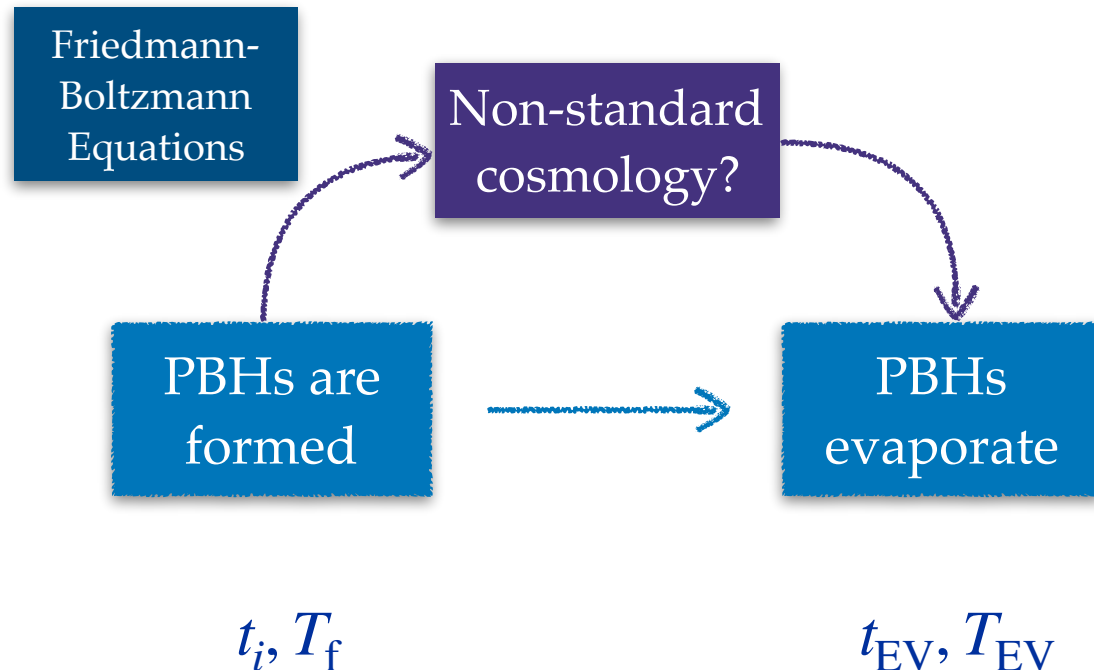 Friedmann-
Boltzmann
Equations
Non-standard
cosmology?
PBHs are
formed
PBHs
evaporate
t_i, T_f
t_EV, T_EV